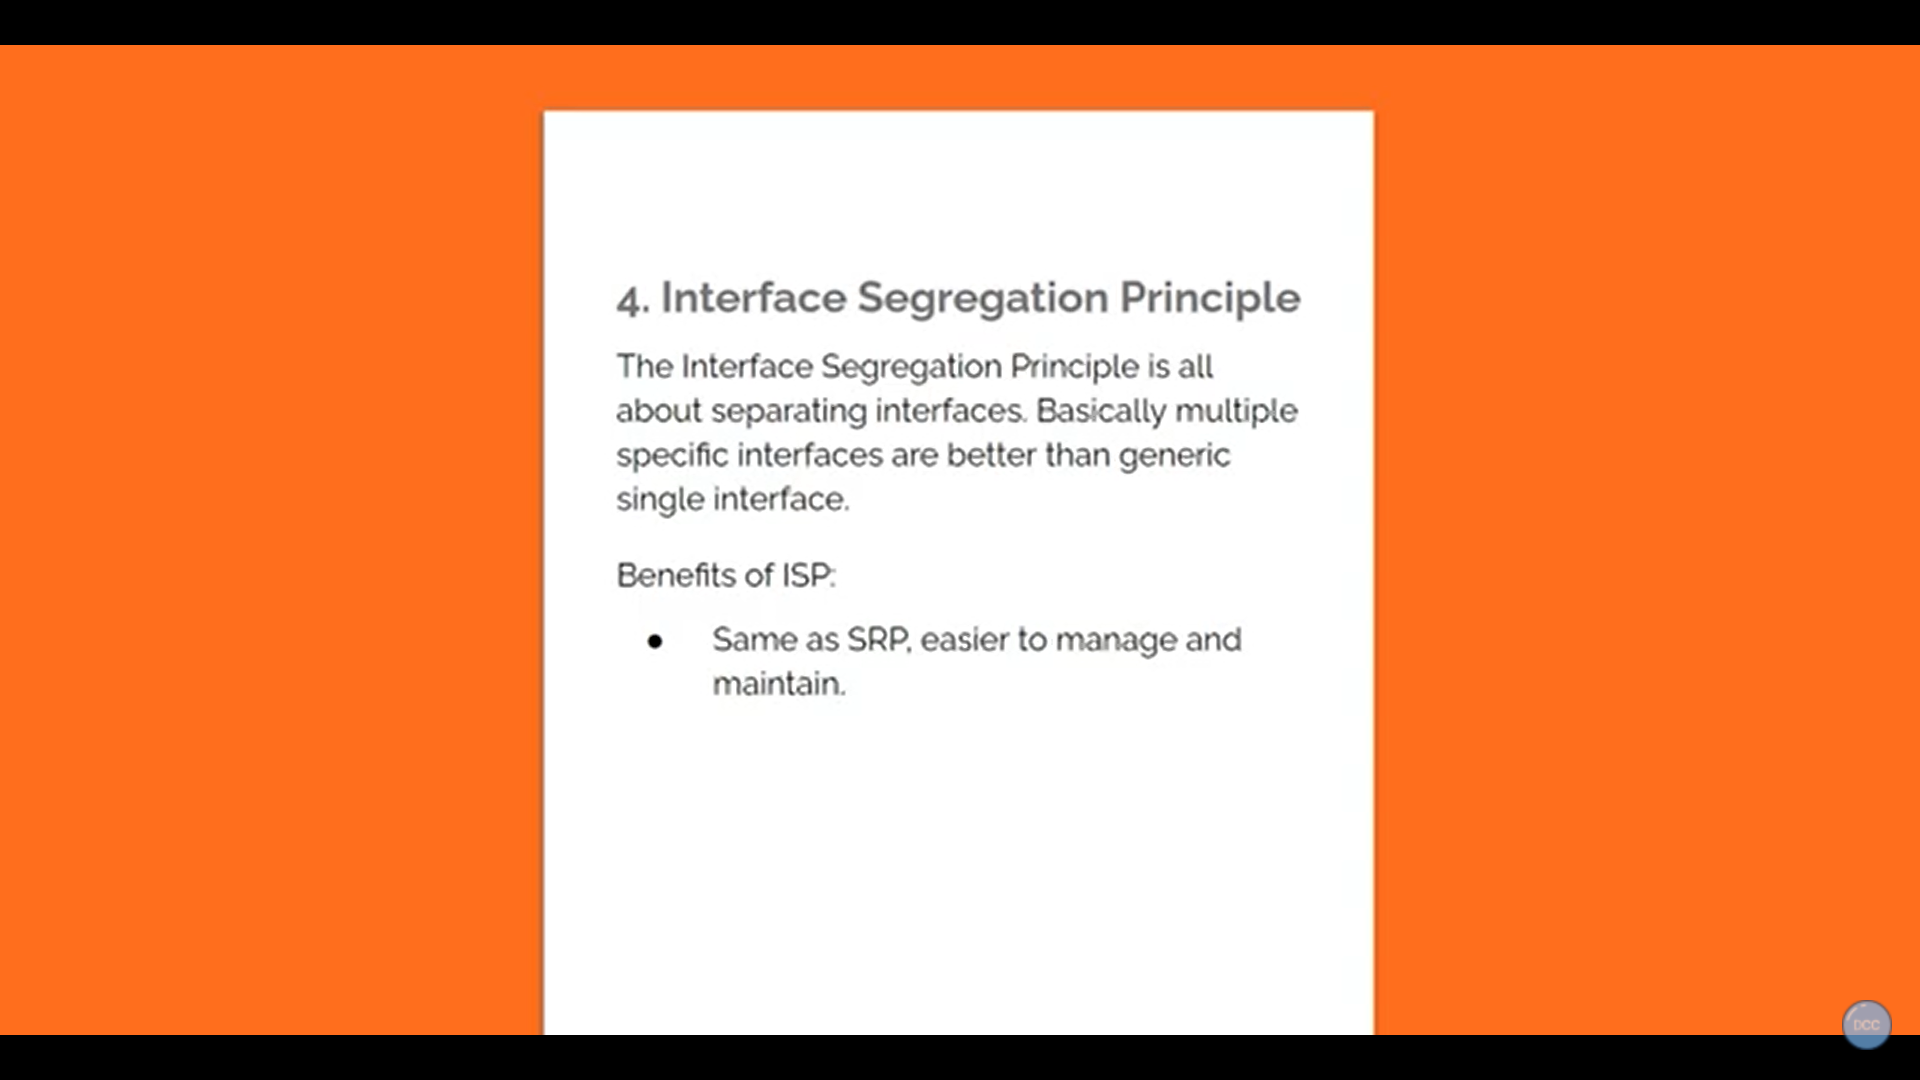 4. Interface Segregation Principle
The Interface Segregation Principle is all
about separating interfaces. Basically multiple
specific interfaces are better than generic
single interface.
Benefits of ISP:
● Same as SRP, easier to manage and
maintain.
DCC